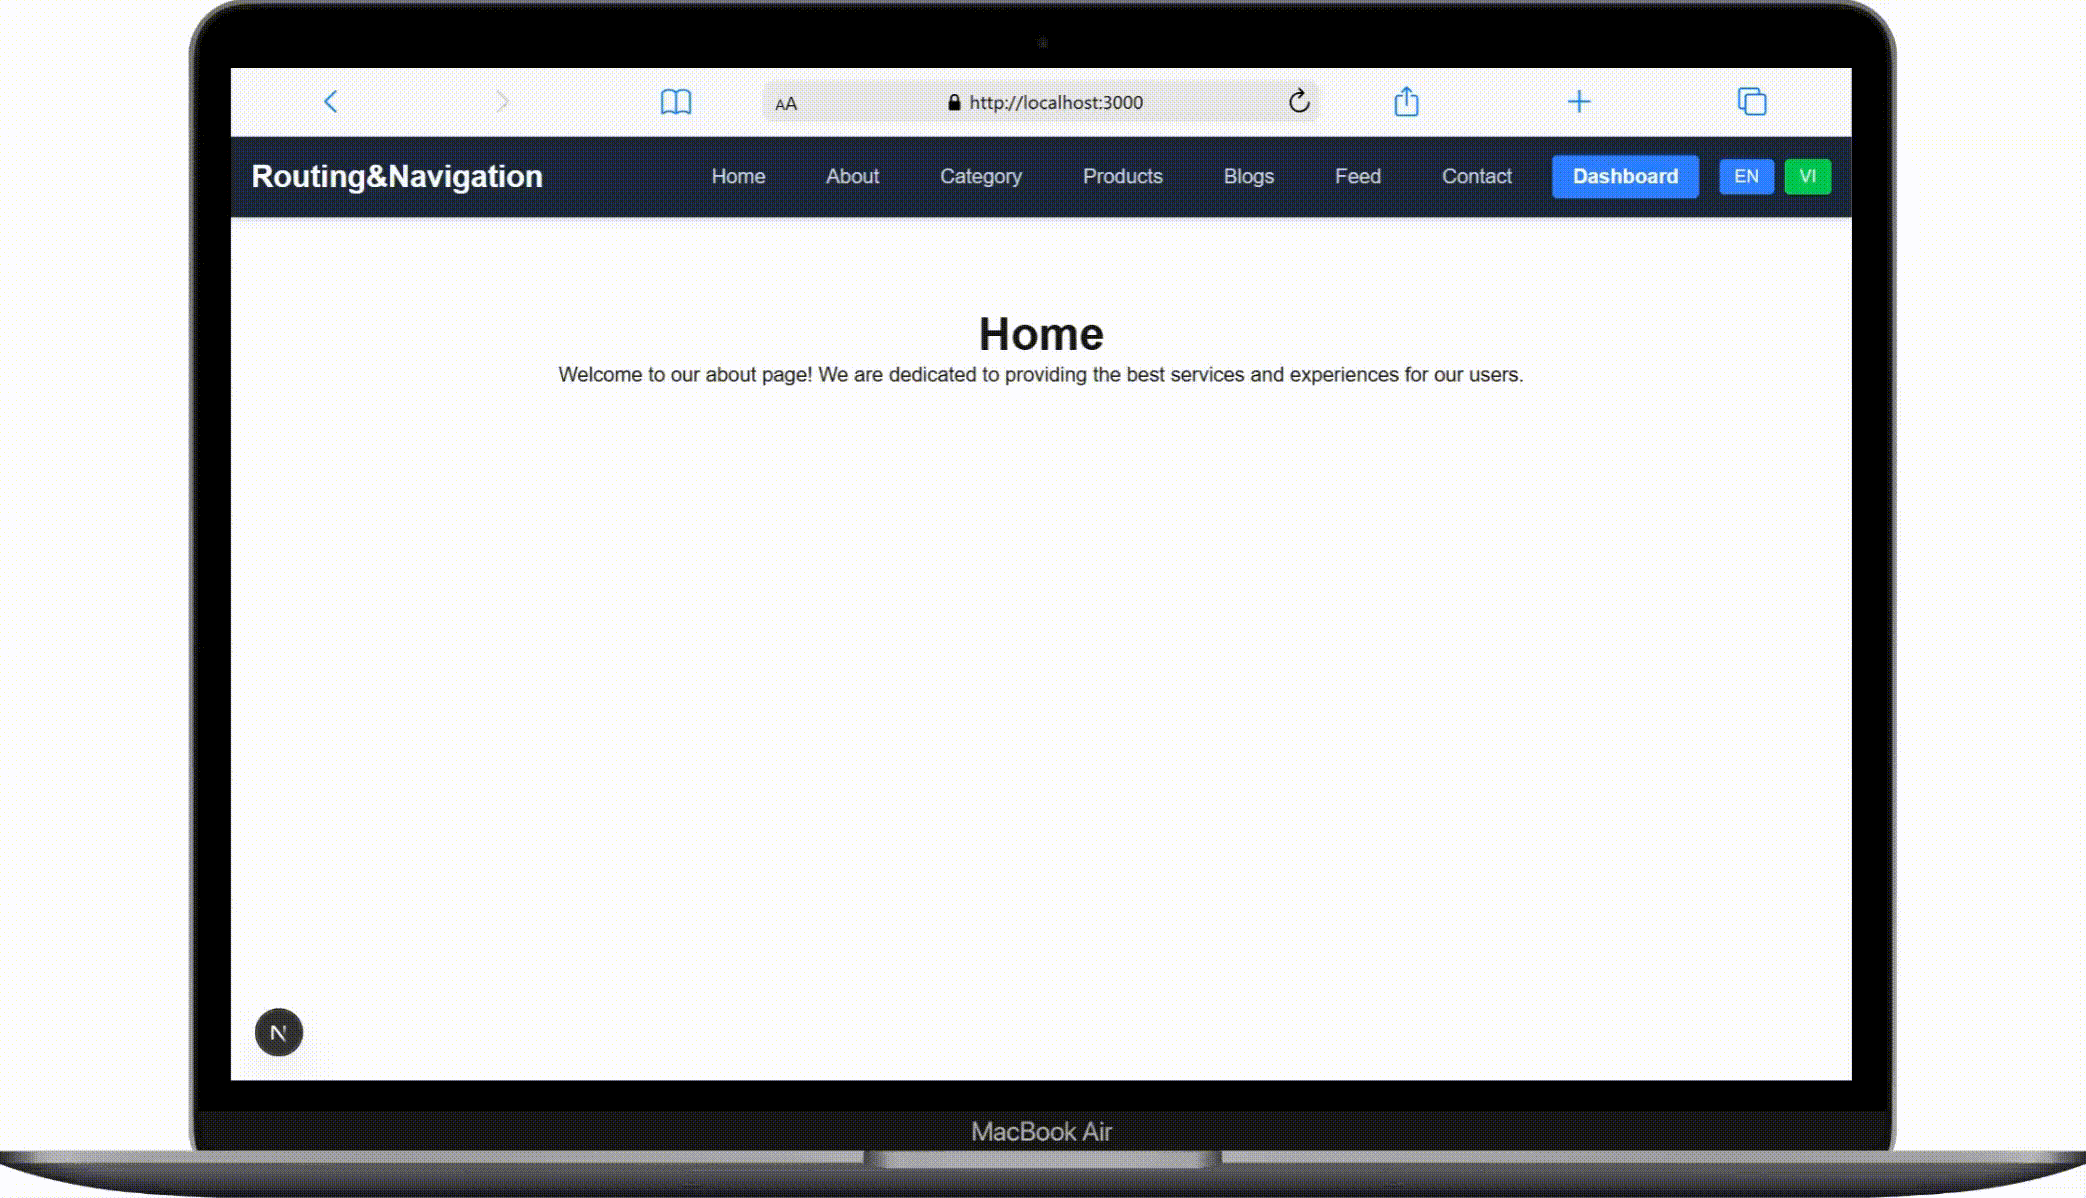 AA http://localhost:3000
Routing&Navigation Home About Category Products Blogs Feed Contact Dashboard EN VI
Home
Welcome to our about page! We are dedicated to providing the best services and experiences for our users.
N
MacBook Air